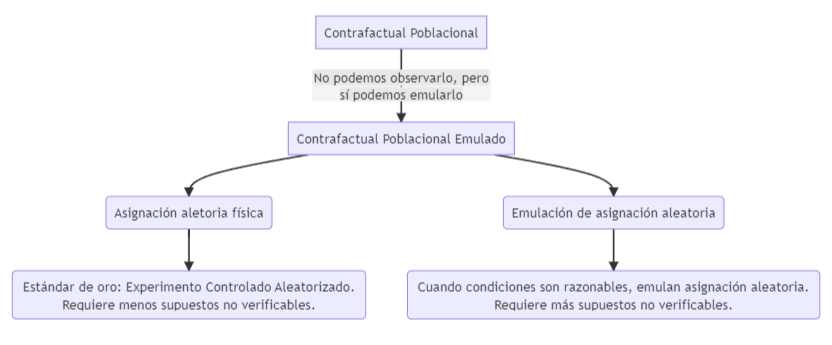 Contrafactual Poblacional
No podemos observarlo, pero
sí podemos emularlo
Contrafactual Poblacional Emulado
Asignación aletoria física
Emulación de asignación aleatoria
Estándar de oro: Experimento Controlado Aleatorizado.
Requiere menos supuestos no verificables.
Cuando condiciones son razonables, emulan asignación aleatoria.
Requiere más supuestos no verificables.